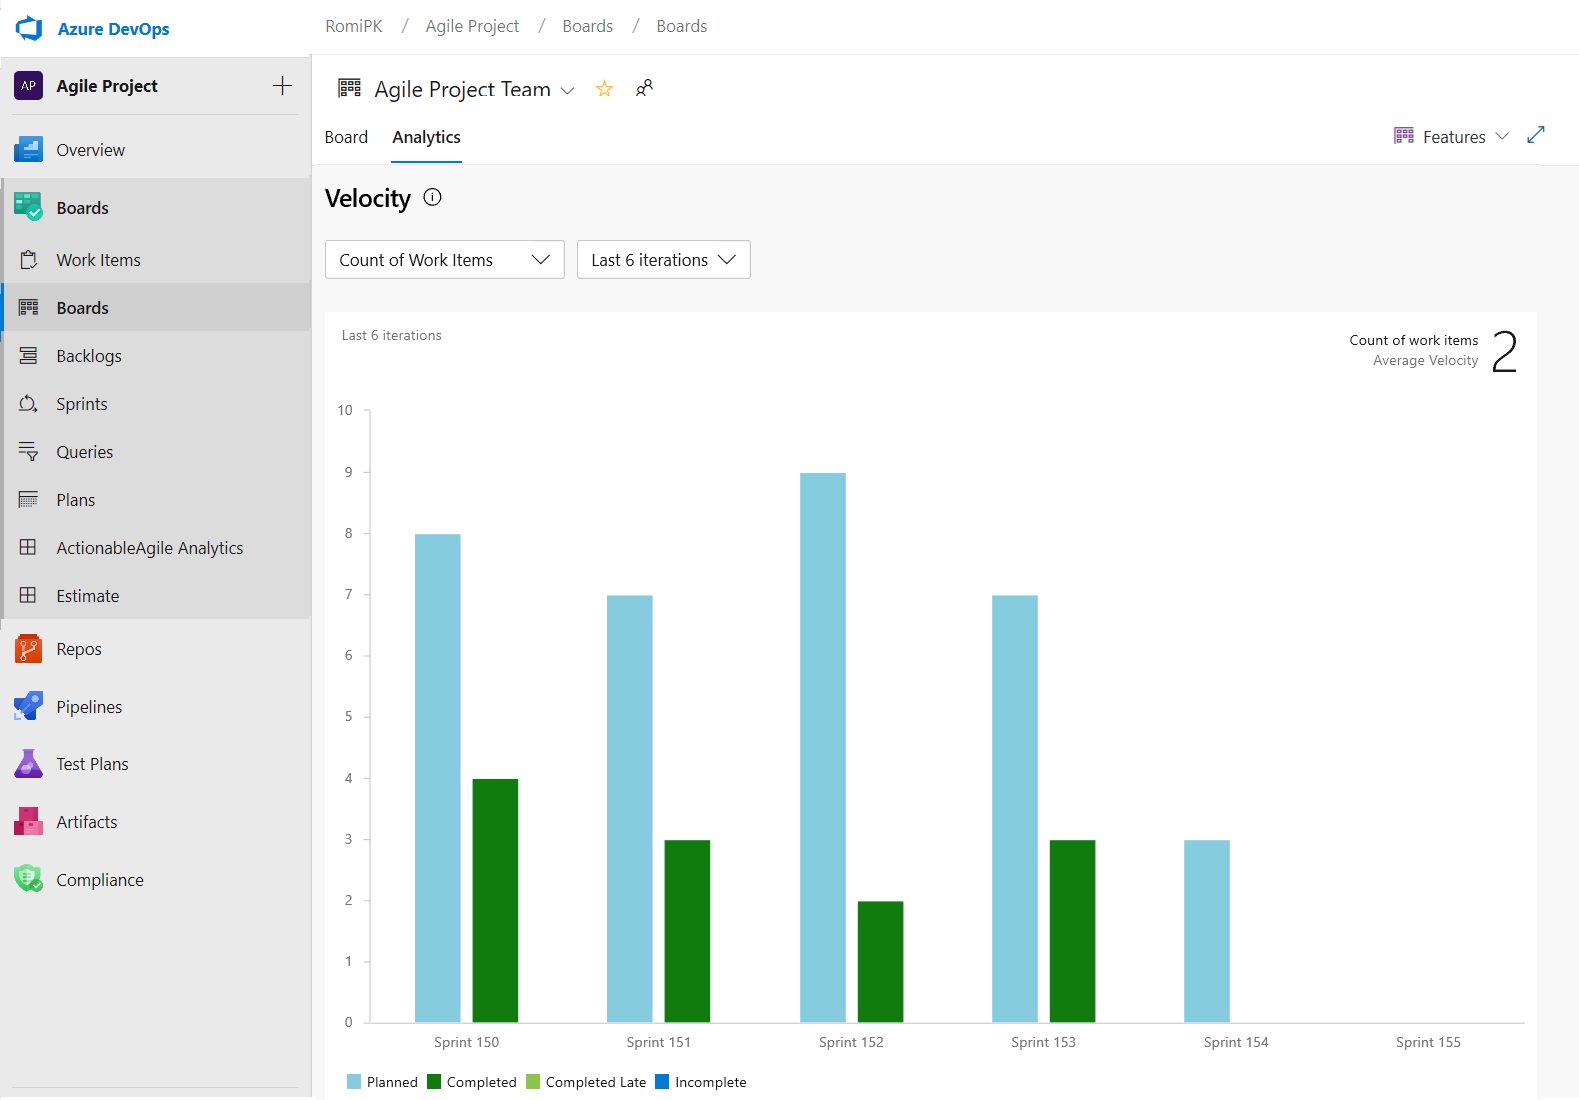 Azure DevOps
RomiPK / Agile Project / Boards / Boards
AP Agile Project
Overview
Boards
Work Items
Boards
Backlogs
Sprints
Queries
Plans
ActionableAgile Analytics
Estimate
Repos
Pipelines
Test Plans
Artifacts
Compliance
Agile Project Team
Board Analytics
Features
Velocity
Count of Work Items
Last 6 iterations
Last 6 iterations
Count of work items
Average Velocity
2
10
9
8
7
6
5
4
3
2
1
0
Sprint 150 Sprint 151 Sprint 152 Sprint 153 Sprint 154 Sprint 155
Planned Completed Completed Late Incomplete